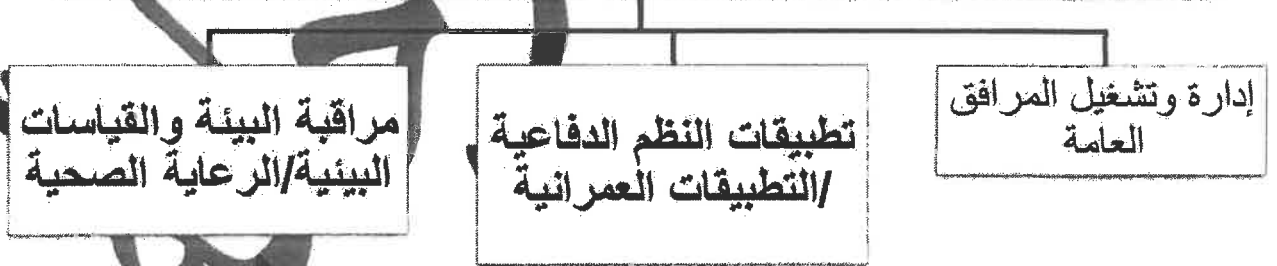 إدارة وتشغيل المرافق
العامة
تطبيقات النظم الدفاعية
/التطبيقات العمرانية
مراقبة البيئة والقياسات
البيئية/الرعاية الصحية